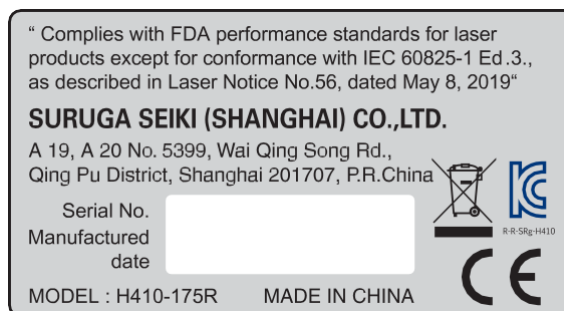 “ Complies with FDA performance standards for laser
products except for conformance with IEC 60825-1 Ed.3.,
as described in Laser Notice No.56, dated May 8, 2019“
SURUGA SEIKI (SHANGHAI) CO.,LTD.
A 19, A 20 No. 5399, Wai Qing Song Rd.,
Qing Pu District, Shanghai 201707, P.R.China
Serial No.
Manufactured
date
R-R-SRg-H410
CE
MODEL : H410-175R MADE IN CHINA